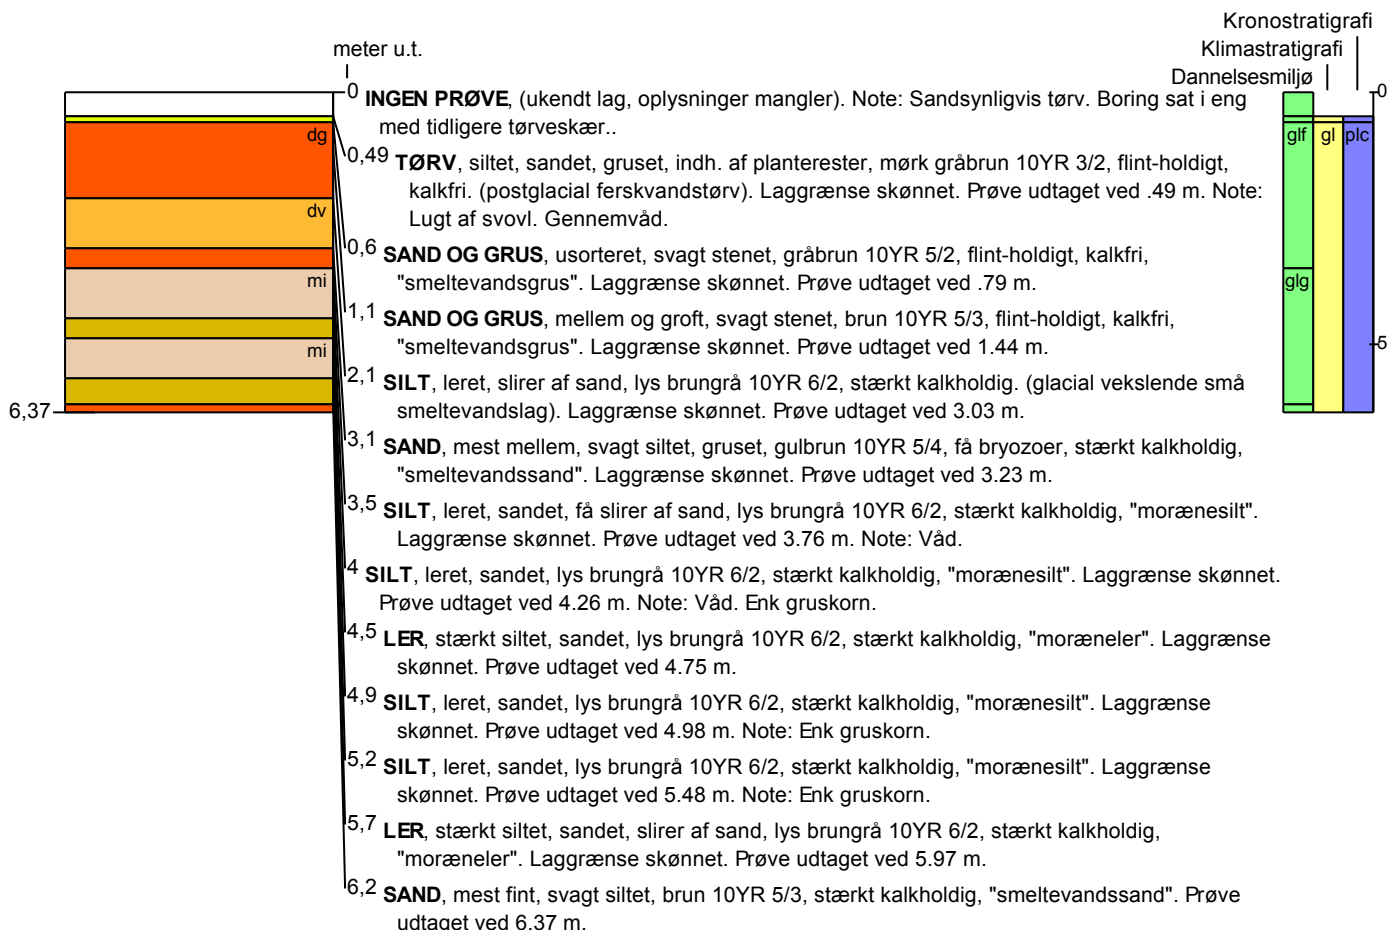 Kronostratigrafi
meter u.t.
Klimastratigrafi
Dannelsesmiljø
0 INGEN PRØVE, (ukendt lag, oplysninger mangler). Note: Sandsynligvis tørv. Boring sat i eng
med tidligere tørveskær..
0
dg
glf gl plc
0,49 TØRV, siltet, sandet, gruset, indh. af planterester, mørk gråbrun 10YR 3/2, flint-holdigt,
kalkfri. (postglacial ferskvandstørv). Laggrænse skønnet. Prøve udtaget ved .49 m. Note:
Lugt af svovl. Gennemvåd.
dv
0,6 SAND OG GRUS, usorteret, svagt stenet, gråbrun 10YR 5/2, flint-holdigt, kalkfri,
"smeltevandsgrus". Laggrænse skønnet. Prøve udtaget ved .79 m.
mi
glg
1,1 SAND OG GRUS, mellem og groft, svagt stenet, brun 10YR 5/3, flint-holdigt, kalkfri,
"smeltevandsgrus". Laggrænse skønnet. Prøve udtaget ved 1.44 m.
mi
5
2,1 SILT, leret, slirer af sand, lys brungrå 10YR 6/2, stærkt kalkholdig. (glacial vekslende små
smeltevandslag). Laggrænse skønnet. Prøve udtaget ved 3.03 m.
6,37
3,1 SAND, mest mellem, svagt siltet, gruset, gulbrun 10YR 5/4, få bryozoer, stærkt kalkholdig,
"smeltevandssand". Laggrænse skønnet. Prøve udtaget ved 3.23 m.
3,5 SILT, leret, sandet, få slirer af sand, lys brungrå 10YR 6/2, stærkt kalkholdig, "morænesilt".
Laggrænse skønnet. Prøve udtaget ved 3.76 m. Note: Våd.
4 SILT, leret, sandet, lys brungrå 10YR 6/2, stærkt kalkholdig, "morænesilt". Laggrænse skønnet.
Prøve udtaget ved 4.26 m. Note: Våd. Enk gruskorn.
4,5 LER, stærkt siltet, sandet, lys brungrå 10YR 6/2, stærkt kalkholdig, "moræneler". Laggrænse
skønnet. Prøve udtaget ved 4.75 m.
4,9 SILT, leret, sandet, lys brungrå 10YR 6/2, stærkt kalkholdig, "morænesilt". Laggrænse
skønnet. Prøve udtaget ved 4.98 m. Note: Enk gruskorn.
5,2 SILT, leret, sandet, lys brungrå 10YR 6/2, stærkt kalkholdig, "morænesilt". Laggrænse
skønnet. Prøve udtaget ved 5.48 m. Note: Enk gruskorn.
5,7 LER, stærkt siltet, sandet, slirer af sand, lys brungrå 10YR 6/2, stærkt kalkholdig,
"moræneler". Laggrænse skønnet. Prøve udtaget ved 5.97 m.
6,2 SAND, mest fint, svagt siltet, brun 10YR 5/3, stærkt kalkholdig, "smeltevandssand". Prøve
udtaget ved 6.37 m.